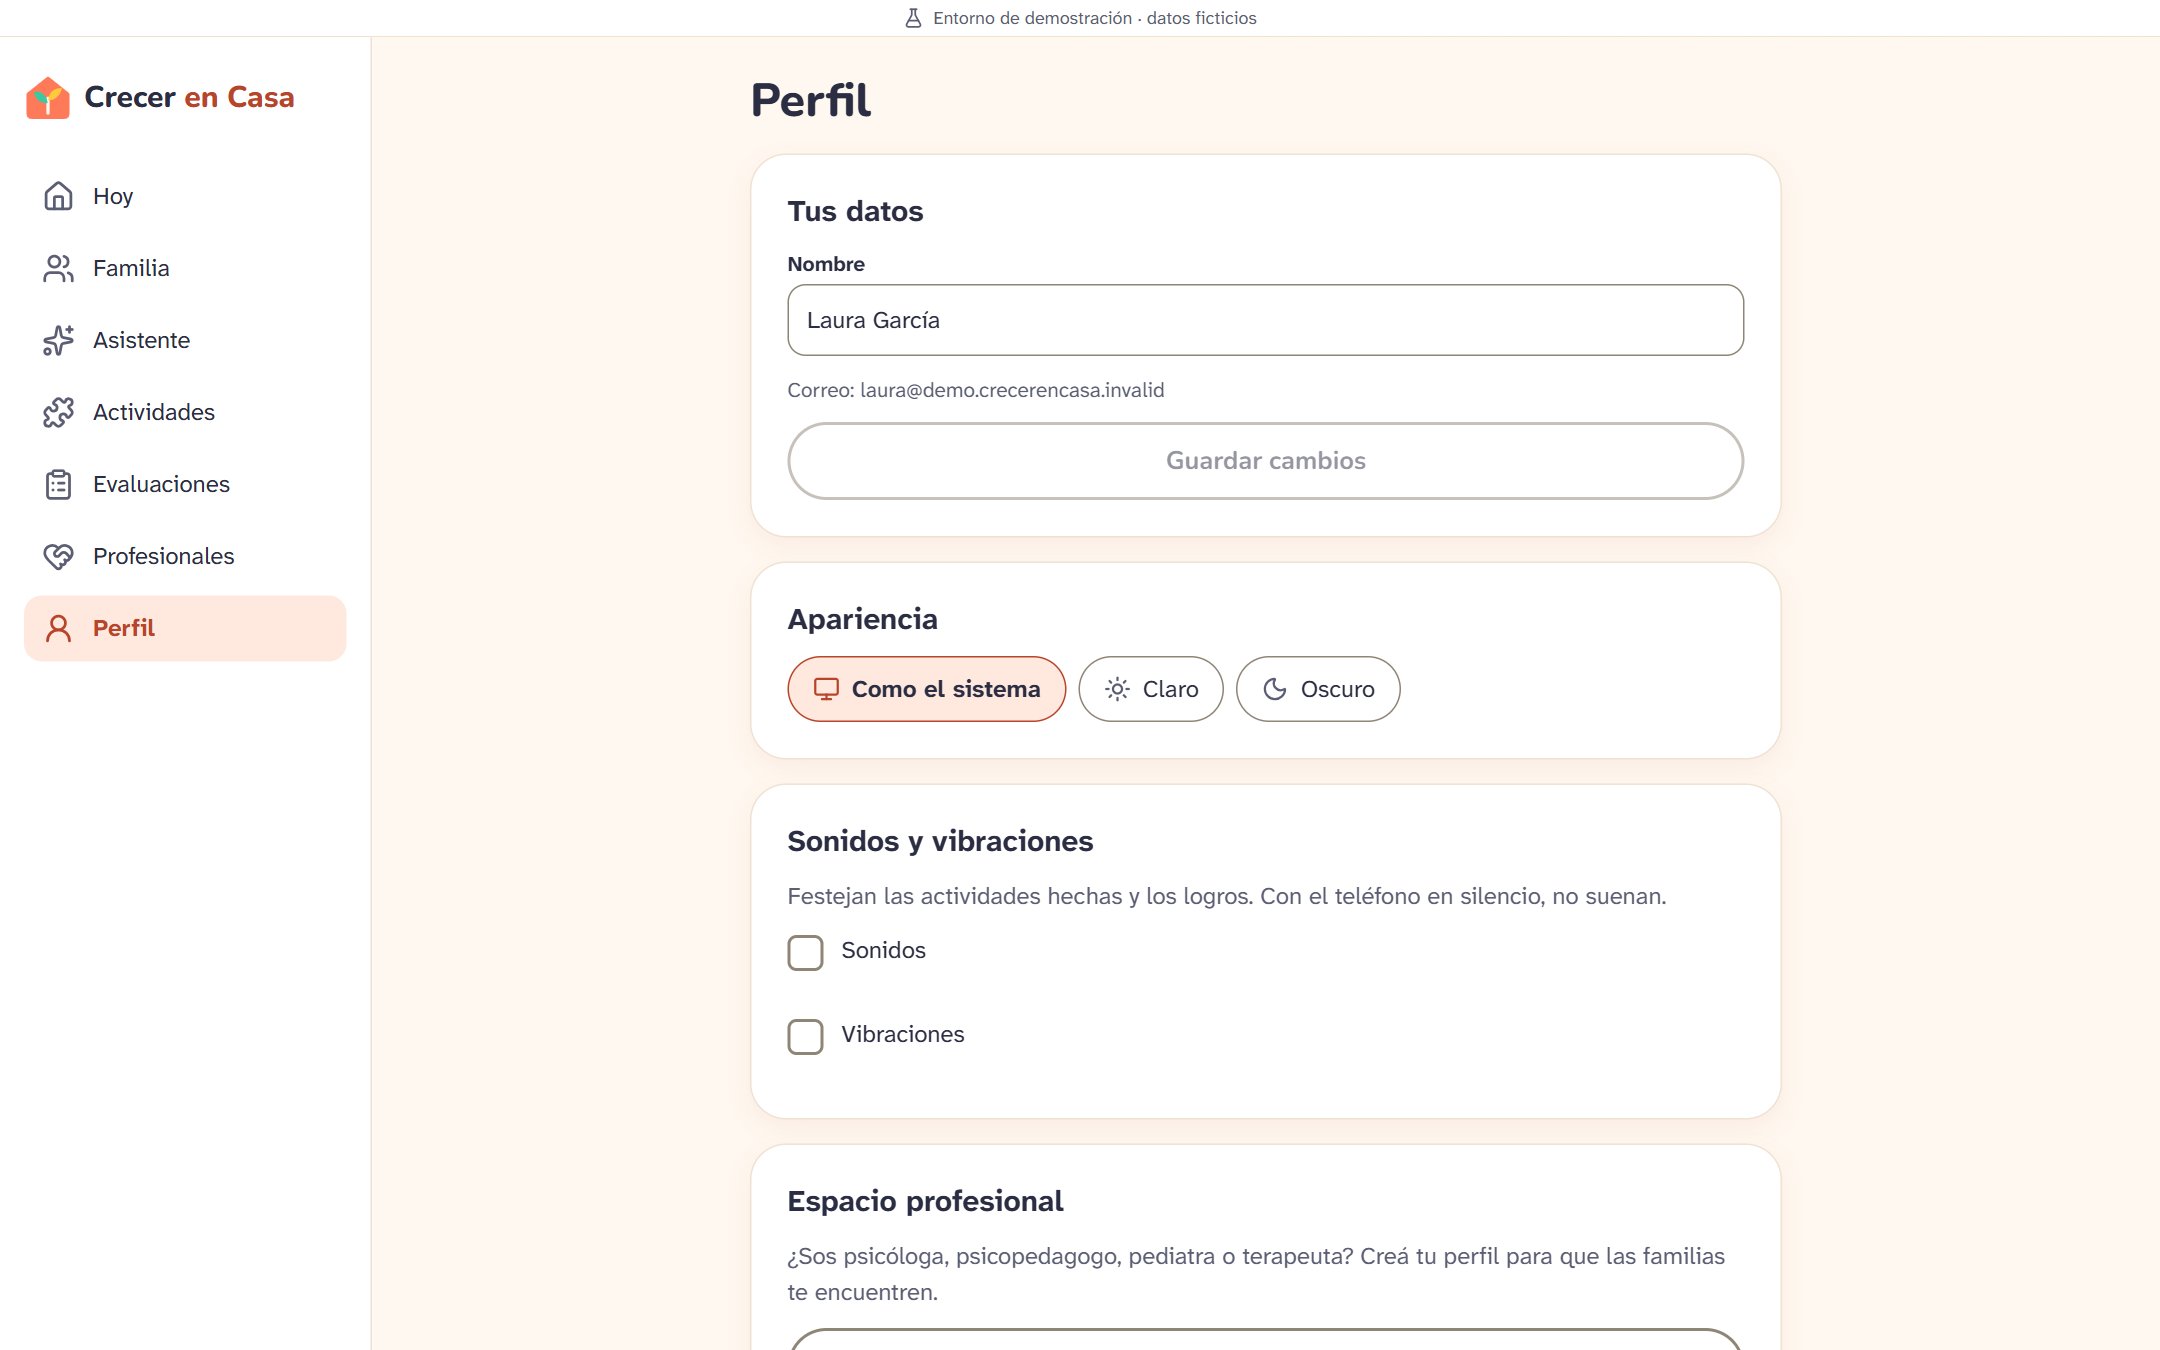 Entorno de demostración · datos ficticios
Crecer en Casa
Hoy
Familia
Asistente
Actividades
Evaluaciones
Profesionales
Perfil
Perfil
Tus datos
Nombre
Laura García
Correo: laura@demo.crecerencasa.invalid
Guardar cambios
Apariencia
Como el sistema
Claro
Oscuro
Sonidos y vibraciones
Festejan las actividades hechas y los logros. Con el teléfono en silencio, no suenan.
Sonidos
Vibraciones
Espacio profesional
¿Sos psicóloga, psicopedagogo, pediatra o terapeuta? Creá tu perfil para que las familias
te encuentren.